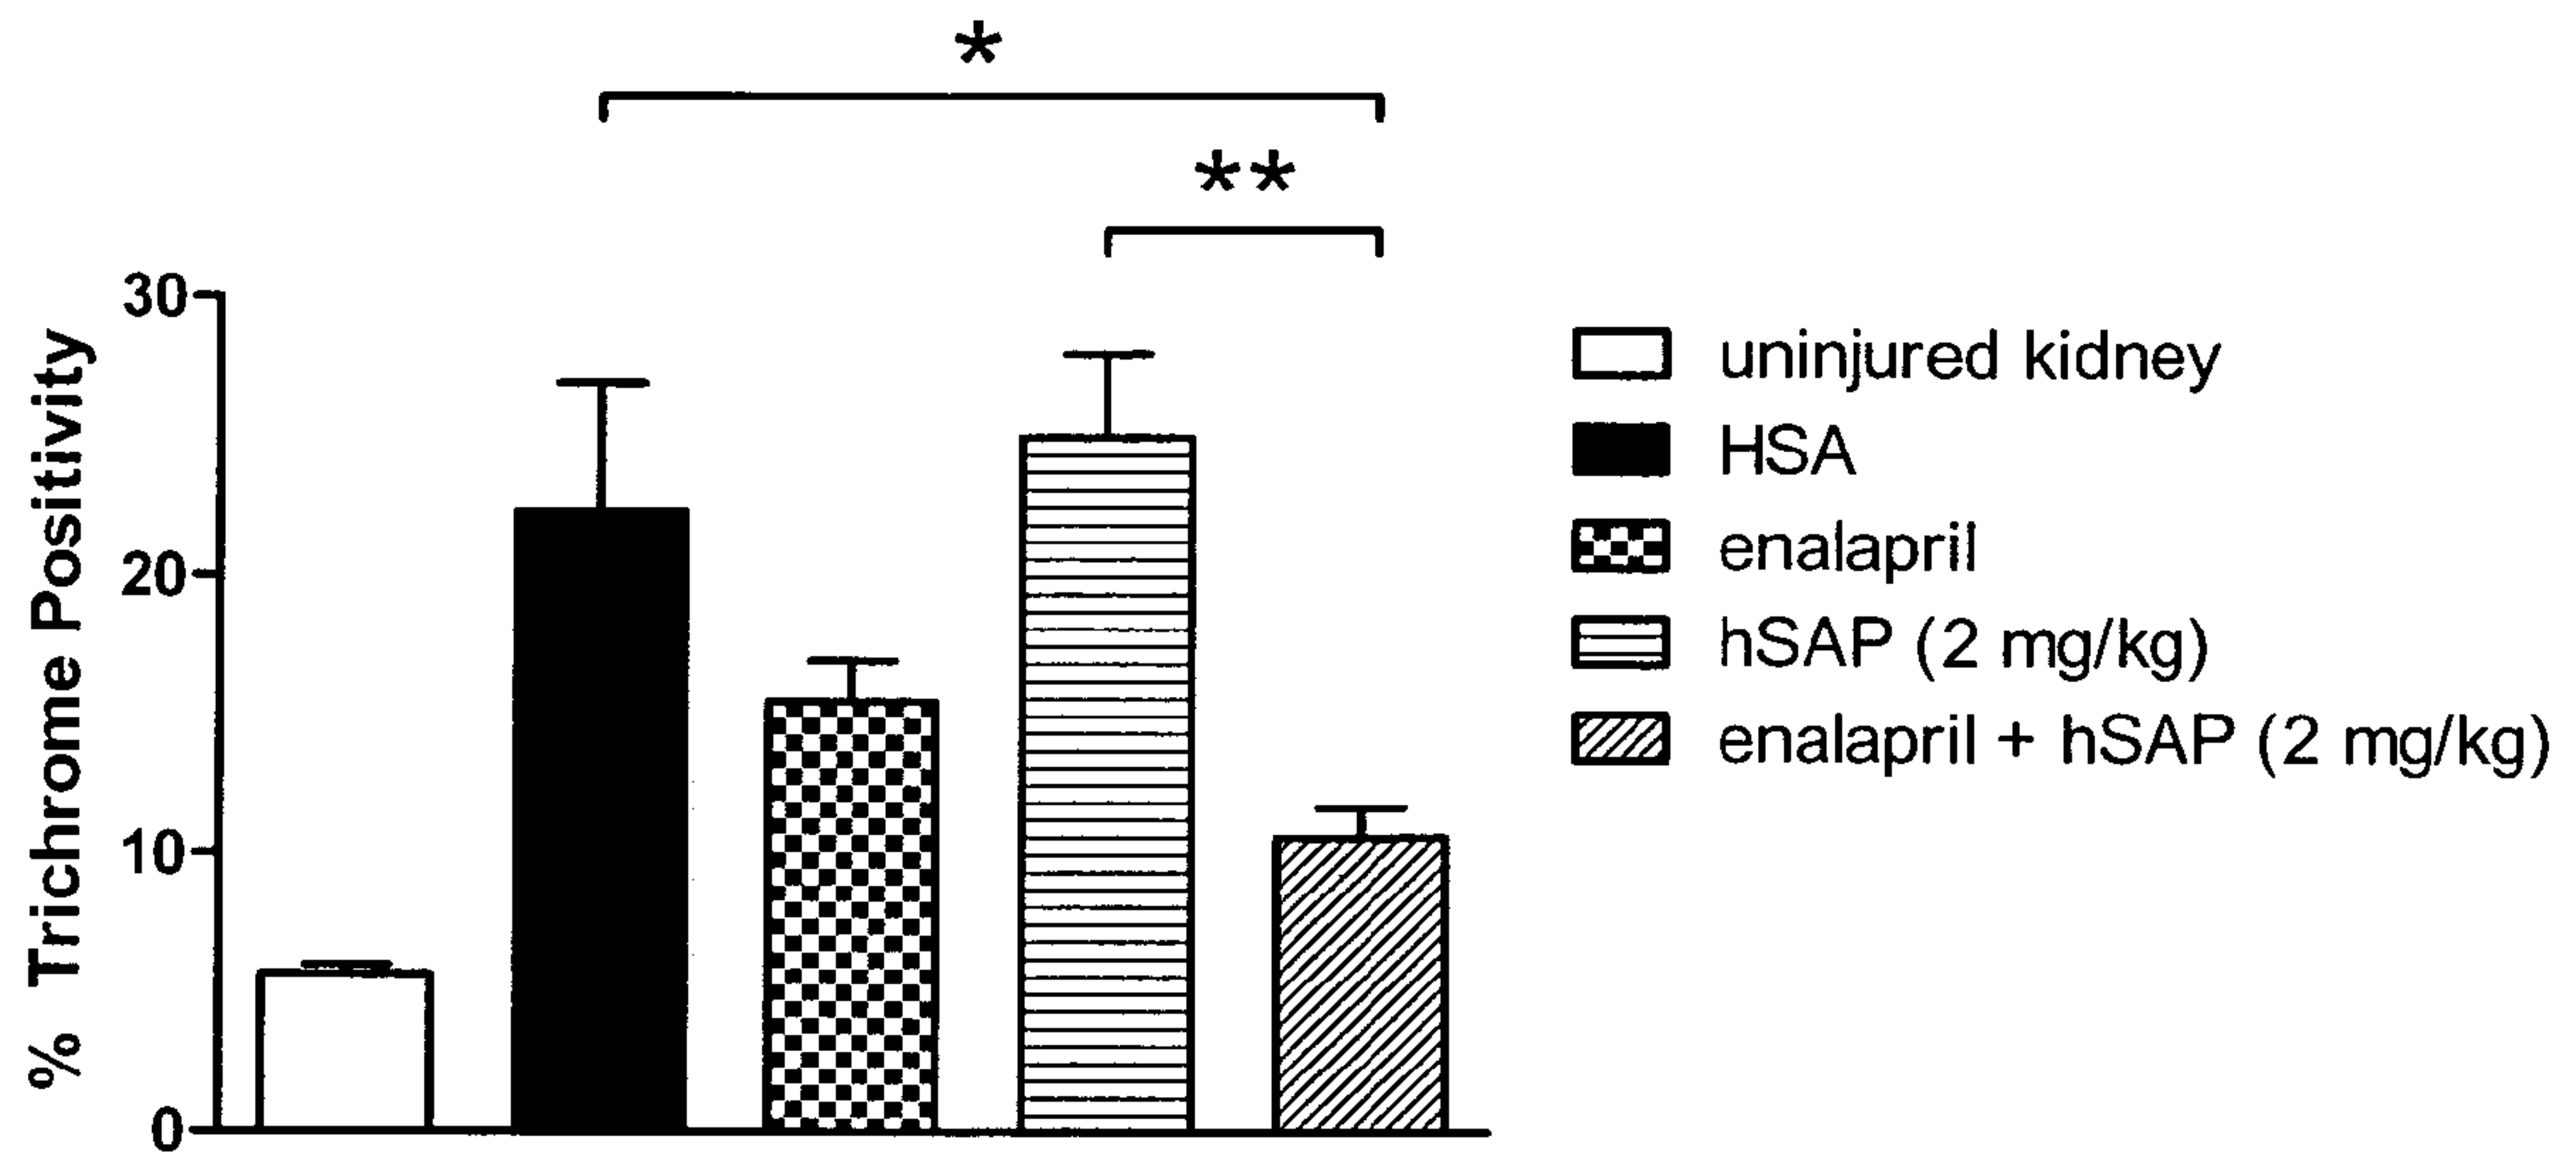 *
**
30
20
10
0
% Trichrome Positivity
uninjured kidney
HSA
enalapril
hSAP (2 mg/kg)
enalapril + hSAP (2 mg/kg)